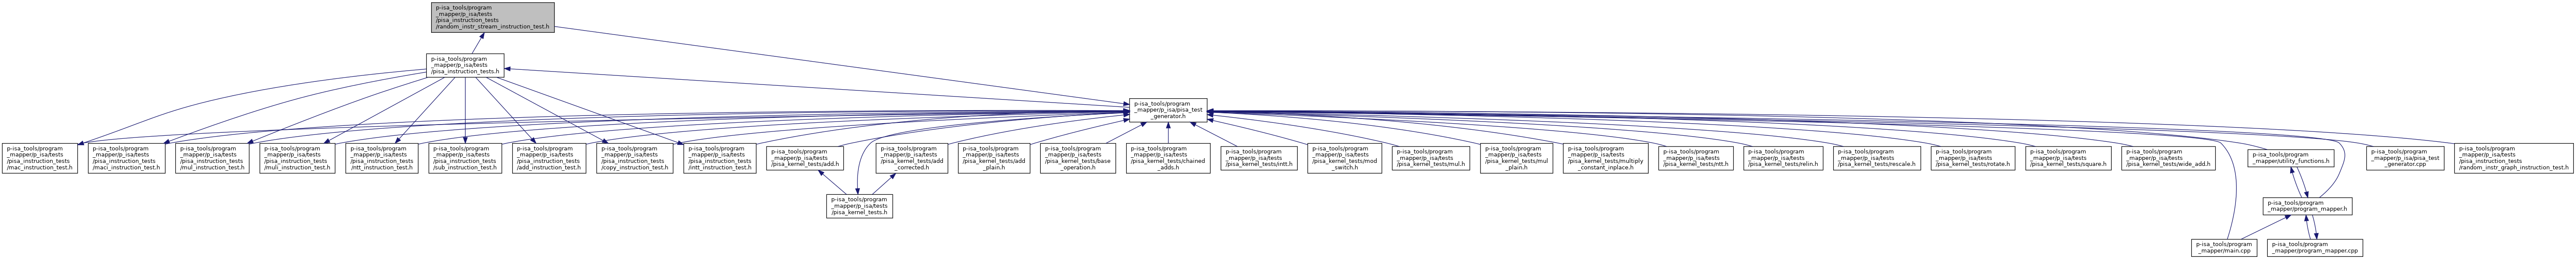 p-isa_tools/program
_mapper/p_isa/tests
/pisa_instruction_tests
/random_instr_stream_instruction_test.h
p-isa_tools/program
_mapper/p_isa/tests
/pisa_instruction_tests.h
p-isa_tools/program
_mapper/p_isa/pisa_test
_generator.h
p-isa_tools/program
_mapper/p_isa/tests
/pisa_instruction_tests
/mac_instruction_test.h
p-isa_tools/program
_mapper/p_isa/tests
/pisa_instruction_tests
/maci_instruction_test.h
p-isa_tools/program
_mapper/p_isa/tests
/pisa_instruction_tests
/mul_instruction_test.h
p-isa_tools/program
_mapper/p_isa/tests
/pisa_instruction_tests
/muli_instruction_test.h
p-isa_tools/program
_mapper/p_isa/tests
/pisa_instruction_tests
/ntt_instruction_test.h
p-isa_tools/program
_mapper/p_isa/tests
/pisa_instruction_tests
/sub_instruction_test.h
p-isa_tools/program
_mapper/p_isa/tests
/pisa_instruction_tests
/add_instruction_test.h
p-isa_tools/program
_mapper/p_isa/tests
/pisa_instruction_tests
/copy_instruction_test.h
p-isa_tools/program
_mapper/p_isa/tests
/pisa_instruction_tests
/intt_instruction_test.h
p-isa_tools/program
_mapper/p_isa/tests
/pisa_kernel_tests/add.h
p-isa_tools/program
_mapper/p_isa/tests
/pisa_kernel_tests/add
_corrected.h
p-isa_tools/program
_mapper/p_isa/tests
/pisa_kernel_tests/add
_plain.h
p-isa_tools/program
_mapper/p_isa/tests
/pisa_kernel_tests/base
_operation.h
p-isa_tools/program
_mapper/p_isa/tests
/pisa_kernel_tests/chained
_adds.h
p-isa_tools/program
_mapper/p_isa/tests
/pisa_kernel_tests/intt.h
p-isa_tools/program
_mapper/p_isa/tests
/pisa_kernel_tests/mod
_switch.h
p-isa_tools/program
_mapper/p_isa/tests
/pisa_kernel_tests/mul.h
p-isa_tools/program
_mapper/p_isa/tests
/pisa_kernel_tests/mul
_plain.h
p-isa_tools/program
_mapper/p_isa/tests
/pisa_kernel_tests/multiply
_constant_inplace.h
p-isa_tools/program
_mapper/p_isa/tests
/pisa_kernel_tests/ntt.h
p-isa_tools/program
_mapper/p_isa/tests
/pisa_kernel_tests/relin.h
p-isa_tools/program
_mapper/p_isa/tests
/pisa_kernel_tests/rescale.h
p-isa_tools/program
_mapper/p_isa/tests
/pisa_kernel_tests/rotate.h
p-isa_tools/program
_mapper/p_isa/tests
/pisa_kernel_tests/square.h
p-isa_tools/program
_mapper/p_isa/tests
/pisa_kernel_tests/wide_add.h
p-isa_tools/program
_mapper/utility_functions.h
p-isa_tools/program
_mapper/p_isa/pisa_test
_generator.cpp
p-isa_tools/program
_mapper/p_isa/tests
/pisa_instruction_tests
/random_instr_graph_instruction_test.h
p-isa_tools/program
_mapper/p_isa/tests
/pisa_kernel_tests.h
p-isa_tools/program
_mapper/program_mapper.h
p-isa_tools/program
_mapper/main.cpp
p-isa_tools/program
_mapper/program_mapper.cpp